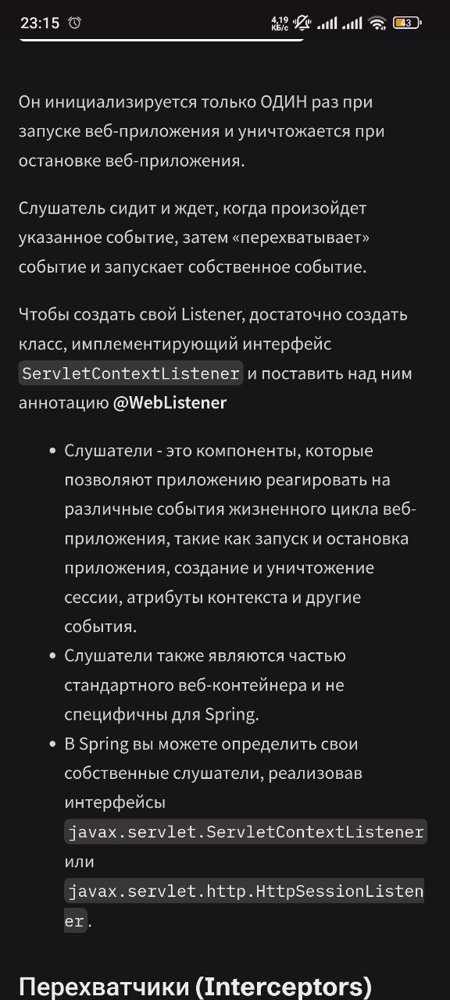 23:15
4,19
КБ/с
43
Он инициализируется только ОДИН раз при
запуске веб-приложения и уничтожается при
остановке веб-приложения.
Слушатель сидит и ждет, когда произойдет
указанное событие, затем «перехватывает»
событие и запускает собственное событие.
Чтобы создать свой Listener, достаточно создать
класс, имплементирующий интерфейс
ServletContextListener и поставить над ним
аннотацию @WebListener
• Слушатели - это компоненты, которые
позволяют приложению реагировать на
различные события жизненного цикла веб-
приложения, такие как запуск и остановка
приложения, создание и уничтожение
сессии, атрибуты контекста и другие
события.
• Слушатели также являются частью
стандартного веб-контейнера и не
специфичны для Spring.
• В Spring вы можете определить свои
собственные слушатели, реализовав
интерфейсы
javax.servlet.ServletContextListener
или
javax.servlet.http.HttpSessionListen
er.
Перехватчики (Interceptors)